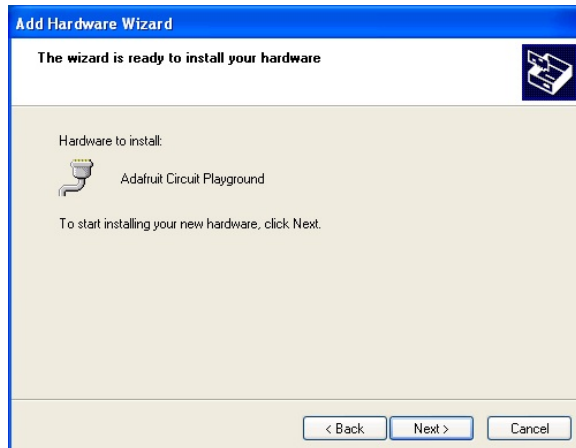 Add Hardware Wizard
The wizard is ready to install your hardware
Hardware to install:
Adafruit Circuit Playground
To start installing your new hardware, click Next.
< Back
Next >
Cancel